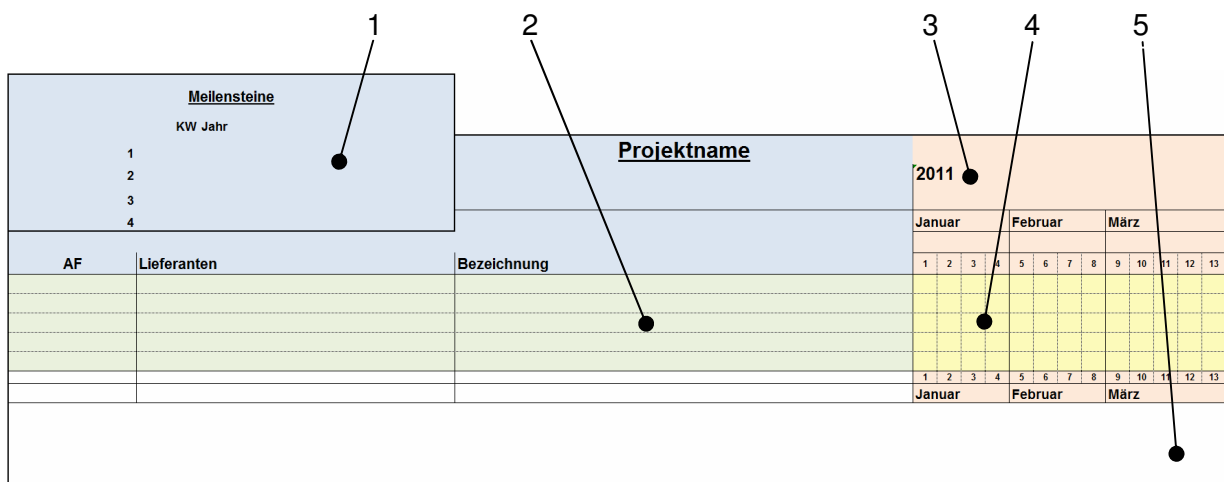 1 2 3 4 5
Meilensteine
KW Jahr
1
2
3
4
Projektname
2011
Januar Februar März
AF Lieferanten Bezeichnung 1 2 3 4 5 6 7 8 9 10 11 12 13
1 2 3 4 5 6 7 8 9 10 11 12 13
Januar Februar März